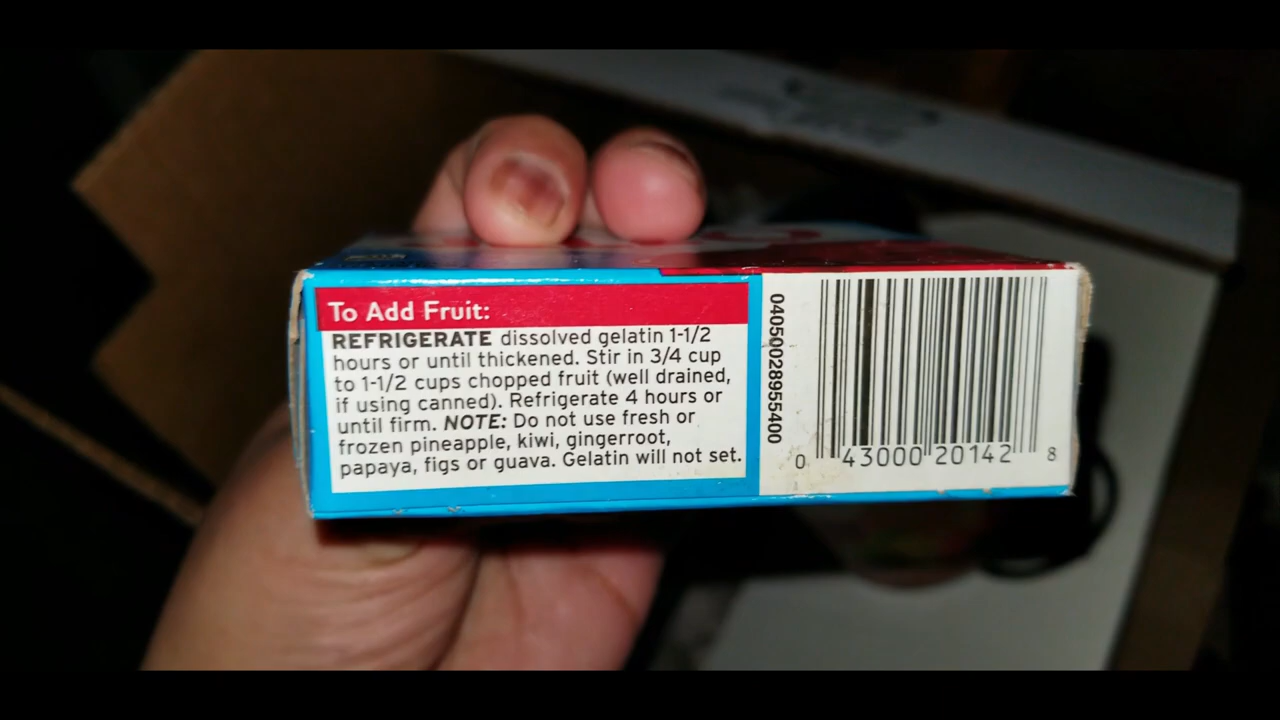 To Add Fruit:
REFRIGERATE dissolved gelatin 1-1/2
hours or until thickened. Stir in 3/4 cup
to 1-1/2 cups chopped fruit (well drained,
if using canned). Refrigerate 4 hours or
until firm. NOTE: Do not use fresh or
frozen pineapple, kiwi, gingerroot,
papaya, figs or guava. Gelatin will not set.
040500028955400
0 43000 20142 8